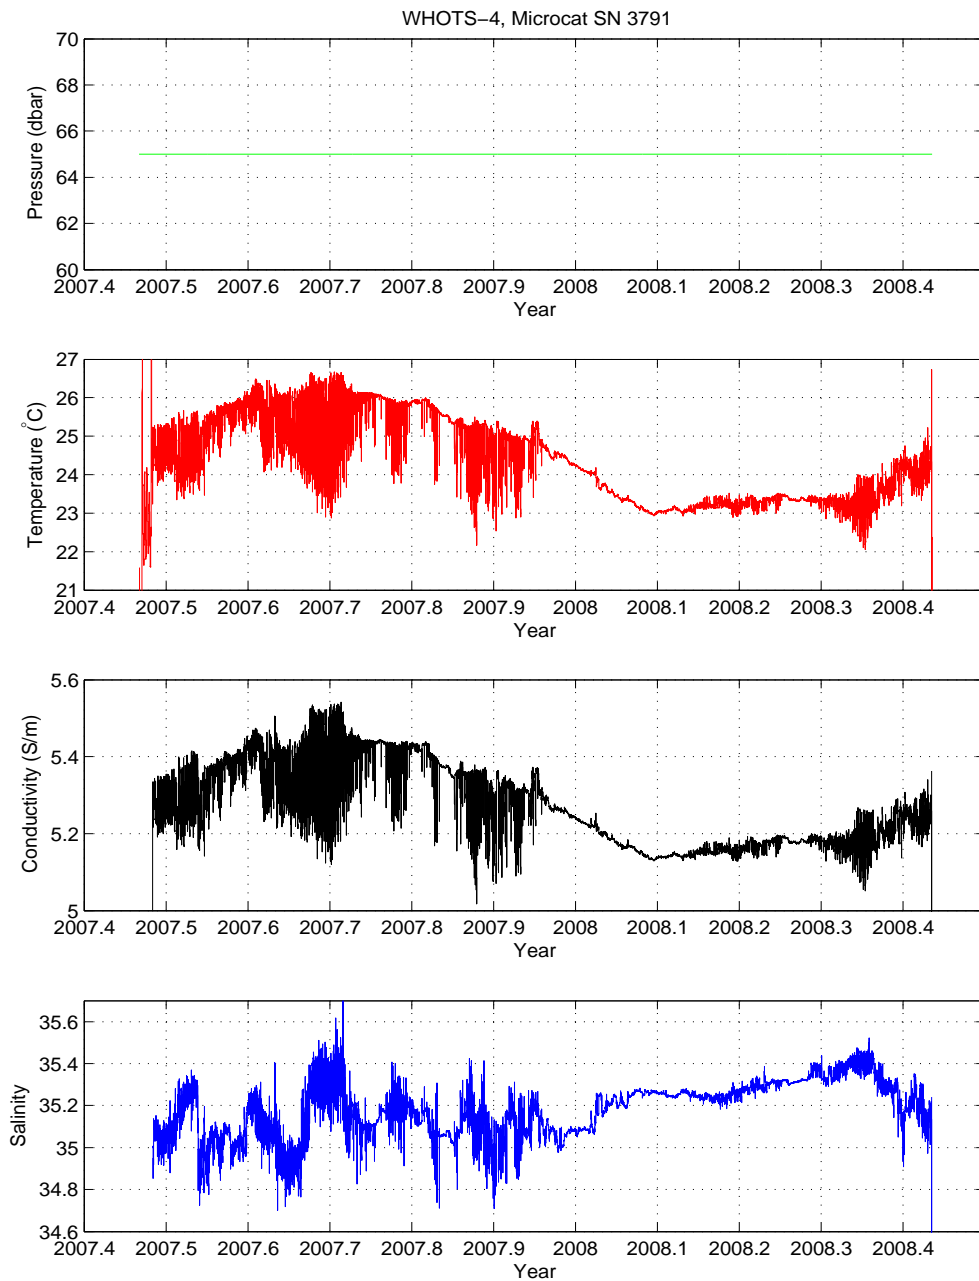 WHOTS−4, Microcat SN 3791
70
68
66
64
62
60
Pressure (dbar)
2007.4 2007.5 2007.6 2007.7 2007.8 2007.9 2008 2008.1 2008.2 2008.3 2008.4
Year
27
26
25
24
23
22
21
Temperature (°C)
2007.4 2007.5 2007.6 2007.7 2007.8 2007.9 2008 2008.1 2008.2 2008.3 2008.4
Year
5.6
5.4
5.2
5
Conductivity (S/m)
2007.4 2007.5 2007.6 2007.7 2007.8 2007.9 2008 2008.1 2008.2 2008.3 2008.4
Year
35.6
35.4
35.2
35
34.8
34.6
Salinity
2007.4 2007.5 2007.6 2007.7 2007.8 2007.9 2008 2008.1 2008.2 2008.3 2008.4
Year